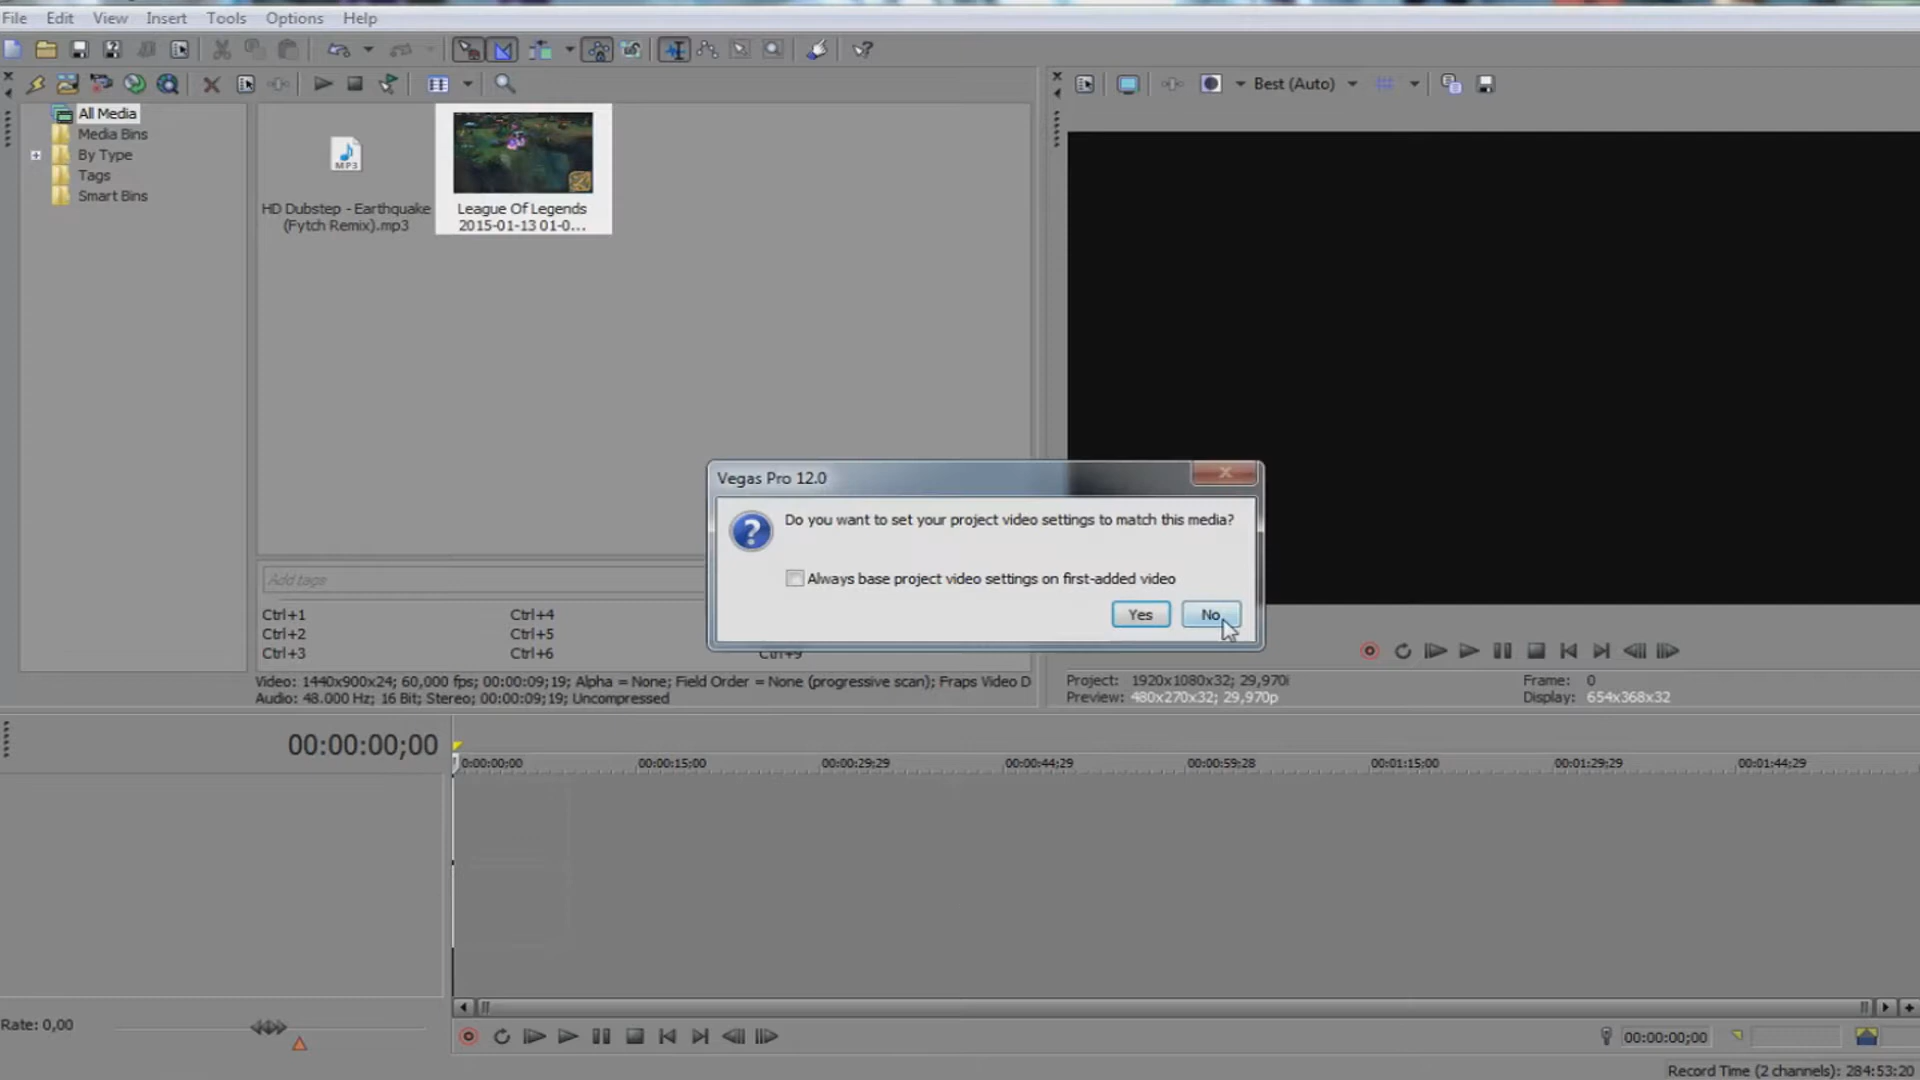 File Edit View Insert Tools Options Help
Best (Auto)
All Media
Media Bins
By Type
Tags
Smart Bins
MP3
HD Dubstep - Earthquake
(Fytch Remix).mp3
League Of Legends
2015-01-13 01-0...
Vegas Pro 12.0
Do you want to set your project video settings to match this media?
Always base project video settings on first-added video
Yes No
Add tags
Ctrl+1 Ctrl+4
Ctrl+2 Ctrl+5
Ctrl+3 Ctrl+6 Ctrl+9
Video: 1440x900x24; 60,000 fps; 00:00:09;19; Alpha = None; Field Order = None (progressive scan); Fraps Video D
Audio: 48.000 Hz; 16 Bit; Stereo; 00:00:09;19; Uncompressed
Project: 1920x1080x32; 29,970i Frame: 0
Preview: 480x270x32; 29,970p Display: 654x368x32
00:00:00;00
0:00:00;00 00:00:15;00 00:00:29;29 00:00:44;29 00:00:59;28 00:01:15;00 00:01:29;29 00:01:44;29
Rate: 0,00
00:00:00;00
Record Time (2 channels): 284:53:20